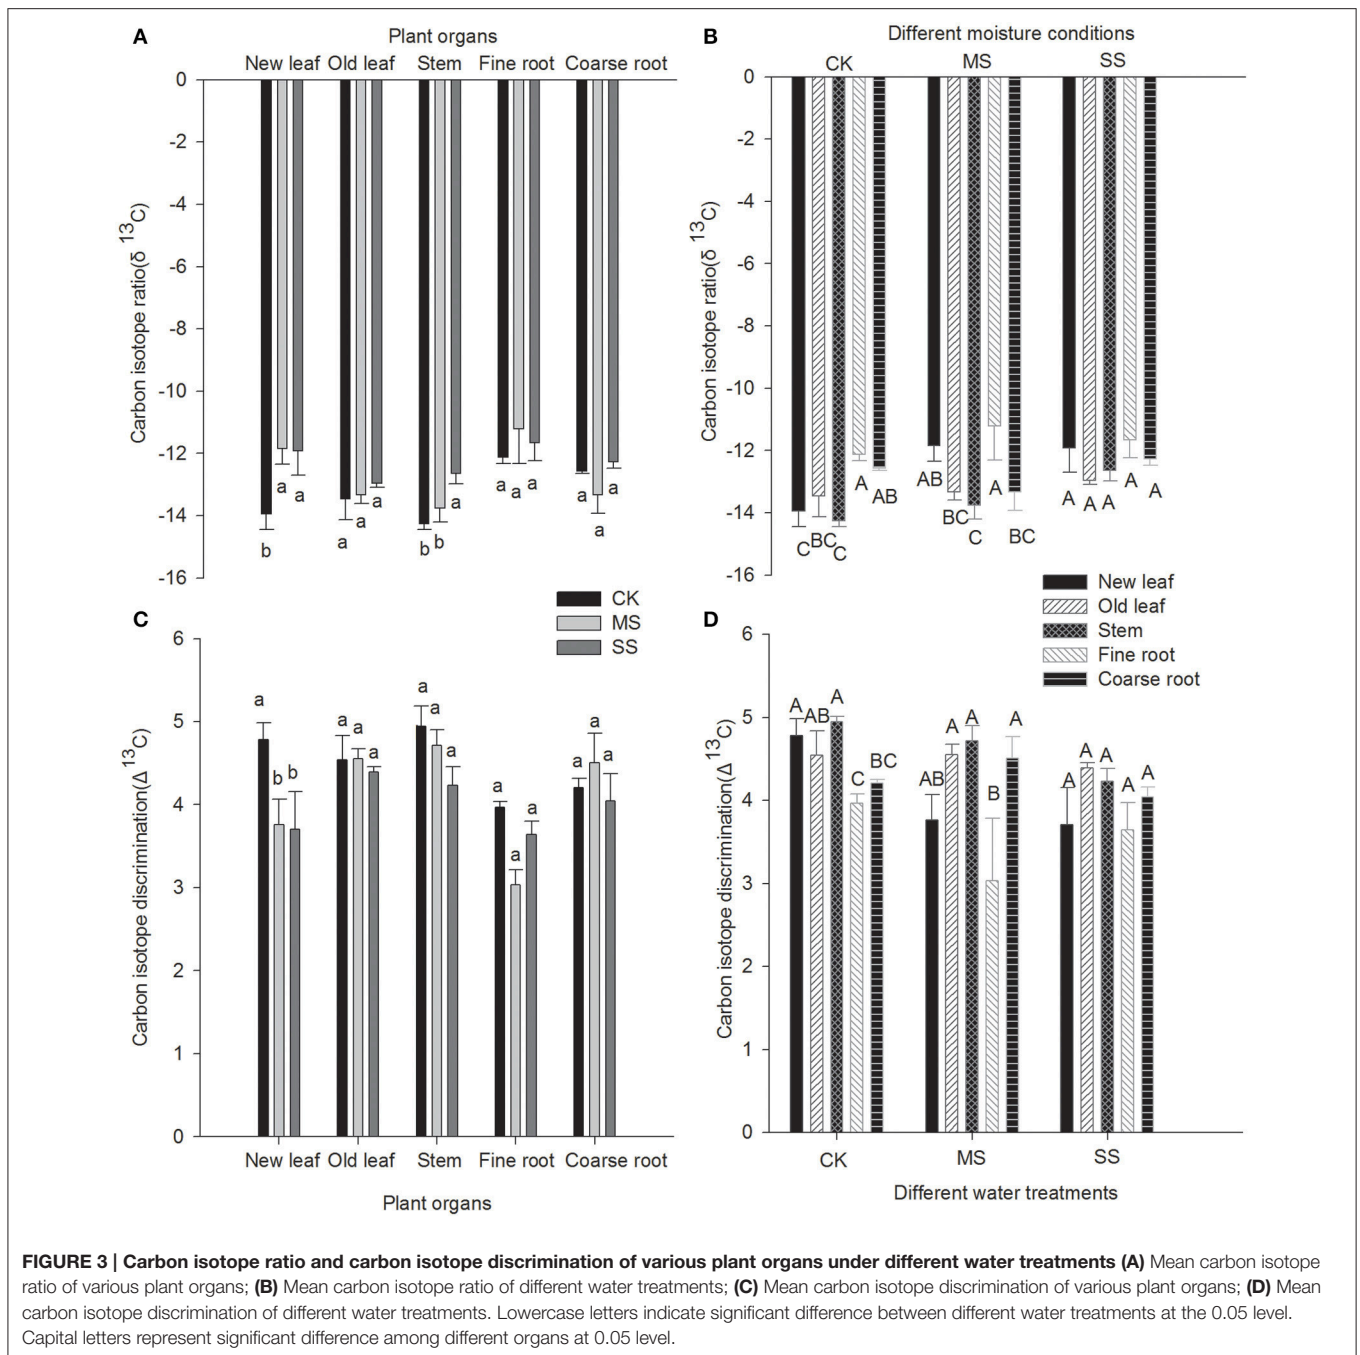 A
Plant organs
New leaf Old leaf Stem Fine root Coarse root
0
-2
-4
-6
-8
-10
-12
-14
-16
Carbon isotope ratio(δ 13C)
b a a
a a a
b b a
a a a
a a a
B
Different moisture conditions
CK MS SS
0
-2
-4
-6
-8
-10
-12
-14
-16
Carbon isotope ratio(δ 13C)
C BC C A AB
AB BC C A BC
A A A A A
CK
MS
SS
New leaf
Old leaf
Stem
Fine root
Coarse root
C
6
5
4
3
2
1
0
Carbon isotope discrimination(Δ 13C)
a b b
a a a
a a a
a a a
a a a
New leaf Old leaf Stem Fine root Coarse root
Plant organs
D
6
5
4
3
2
1
0
Carbon isotope discrimination(Δ 13C)
A AB A C BC
AB A A B A
A A A A A
CK MS SS
Different water treatments
FIGURE 3 | Carbon isotope ratio and carbon isotope discrimination of various plant organs under different water treatments (A) Mean carbon isotope
ratio of various plant organs; (B) Mean carbon isotope ratio of different water treatments; (C) Mean carbon isotope discrimination of various plant organs; (D) Mean
carbon isotope discrimination of different water treatments. Lowercase letters indicate significant difference between different water treatments at the 0.05 level.
Capital letters represent significant difference among different organs at 0.05 level.